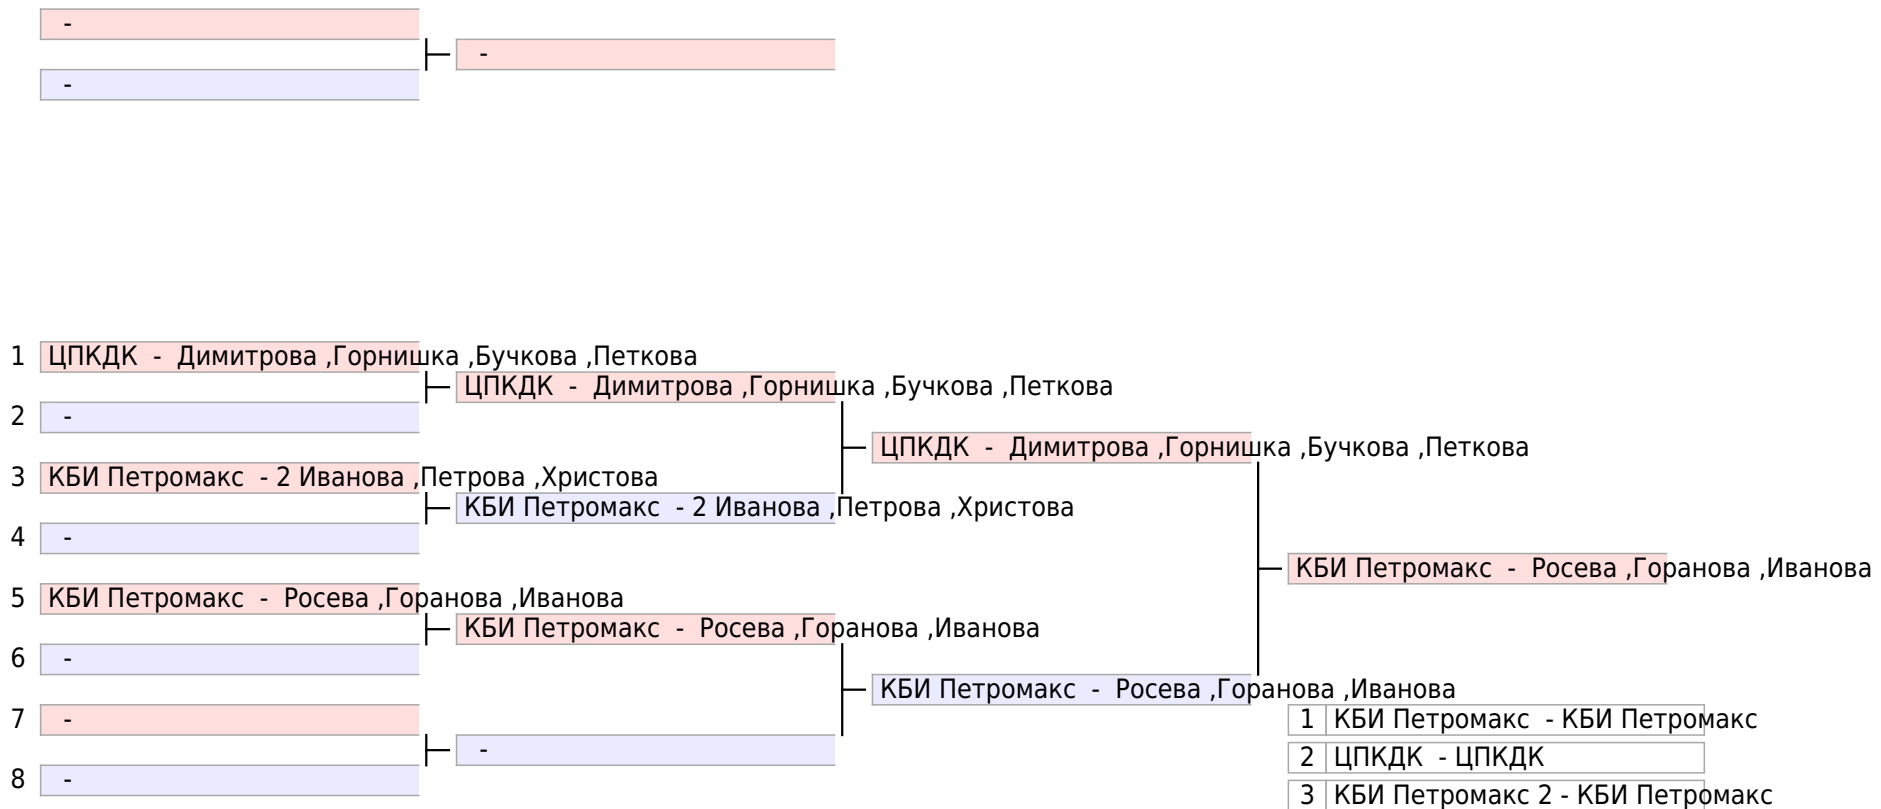 -
-
-
1 ЦПКДК - Димитрова ,Горнишка ,Бучкова ,Петкова
ЦПКДК - Димитрова ,Горнишка ,Бучкова ,Петкова
2 -
ЦПКДК - Димитрова ,Горнишка ,Бучкова ,Петкова
3 КБИ Петромакс - 2 Иванова ,Петрова ,Христова
КБИ Петромакс - 2 Иванова ,Петрова ,Христова
4 -
КБИ Петромакс - Росева ,Горанова ,Иванова
5 КБИ Петромакс - Росева ,Горанова ,Иванова
КБИ Петромакс - Росева ,Горанова ,Иванова
6 -
КБИ Петромакс - Росева ,Горанова ,Иванова
7 -
1 КБИ Петромакс - КБИ Петромакс
-
2 ЦПКДК - ЦПКДК
8 -
3 КБИ Петромакс 2 - КБИ Петромакс